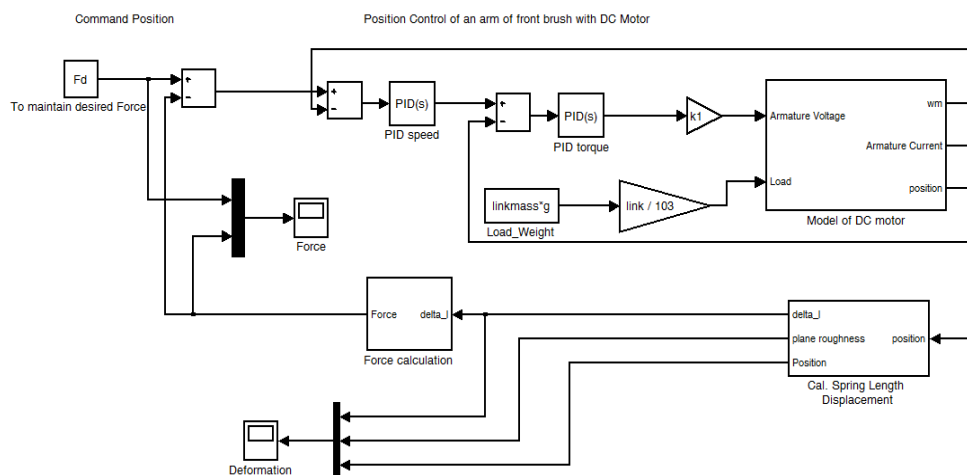 Command Position
Position Control of an arm of front brush with DC Motor
Fd
To maintain desired Force
+
−
+
−
PID(s)
PID speed
+
−
PID(s)
PID torque
k1
Armature Voltage
Load
wm
Armature Current
position
Model of DC motor
linkmass*g
Load_Weight
link / 103
Force
Force
delta_l
Force calculation
delta_l
plane roughness
Position
position
Cal. Spring Length
Displacement
Deformation